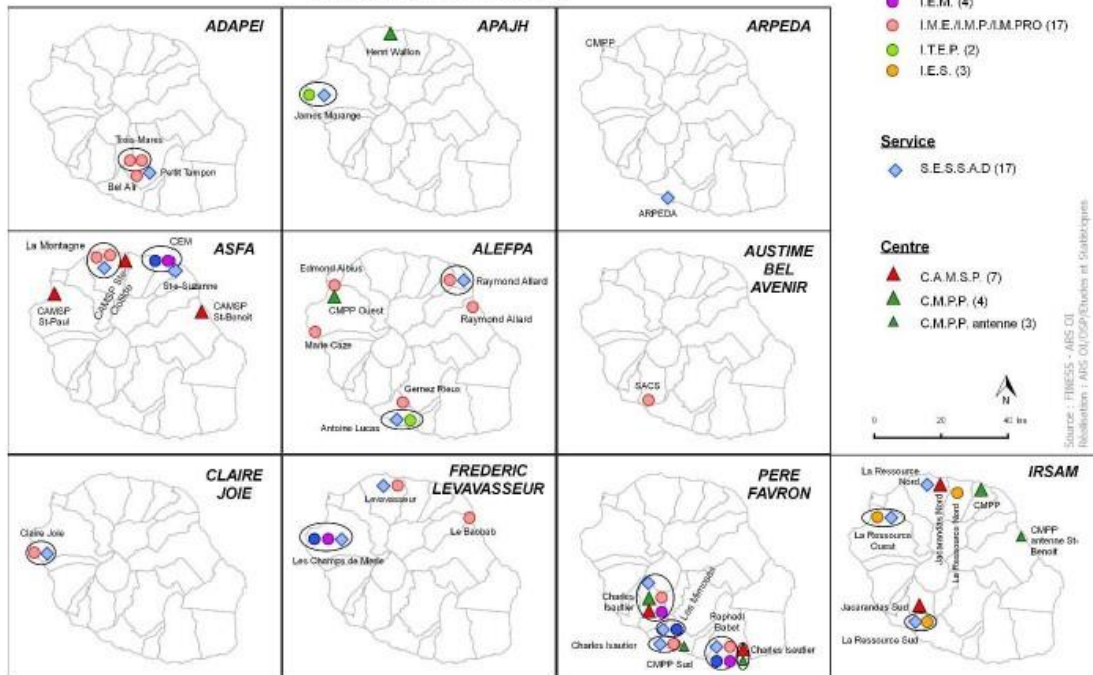 ADAPEI
Trois-Mares
Petit Tampon
Bel Air
APAJH
Henri Wallon
James Marange
ARPEDA
CMPP
ARPEDA
I.E.M. (4)
I.M.E./I.M.P./I.M.PRO (17)
I.T.E.P. (2)
I.E.S. (3)
Service
S.E.S.S.A.D (17)
Centre
C.A.M.S.P. (7)
C.M.P.P. (4)
C.M.P.P. antenne (3)
N
0 20 40 km
Source : FINESS - ARS OI
Réalisation : ARS OI/DSP/Etudes et Statistiques
ASFA
La Montagne
CEM
CAMSP Ste-
Clotilde
Ste-Suzanne
CAMSP
St-Paul
CAMSP
St-Benoit
ALEFPA
Edmond Albius
CMPP Ouest
Raymond Allard
Raymond Allard
Marie Caze
Gernez Rieux
Antoine Lucas
AUSTIME
BEL
AVENIR
SACS
CLAIRE
JOIE
Claire Joie
FREDERIC
LEVAVASSEUR
Levavasseur
Le Baobab
Les Champs de Merle
PERE
FAVRON
Charles
Isautier
Les Mimosas
Raphaël
Babet
Charles Isautier
CMPP Sud
Charles Isautier
IRSAM
La Ressource
Nord
Jacarandas Nord
La Ressource Nord
CMPP
CMPP
antenne St-
Benoit
La Ressource
Ouest
Jacarandas Sud
La Ressource Sud